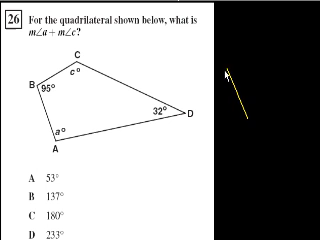 26 For the quadrilateral shown below, what is
m∠a + m∠c?
C
c°
B 95°
32° D
a°
A
A 53°
B 137°
C 180°
D 233°